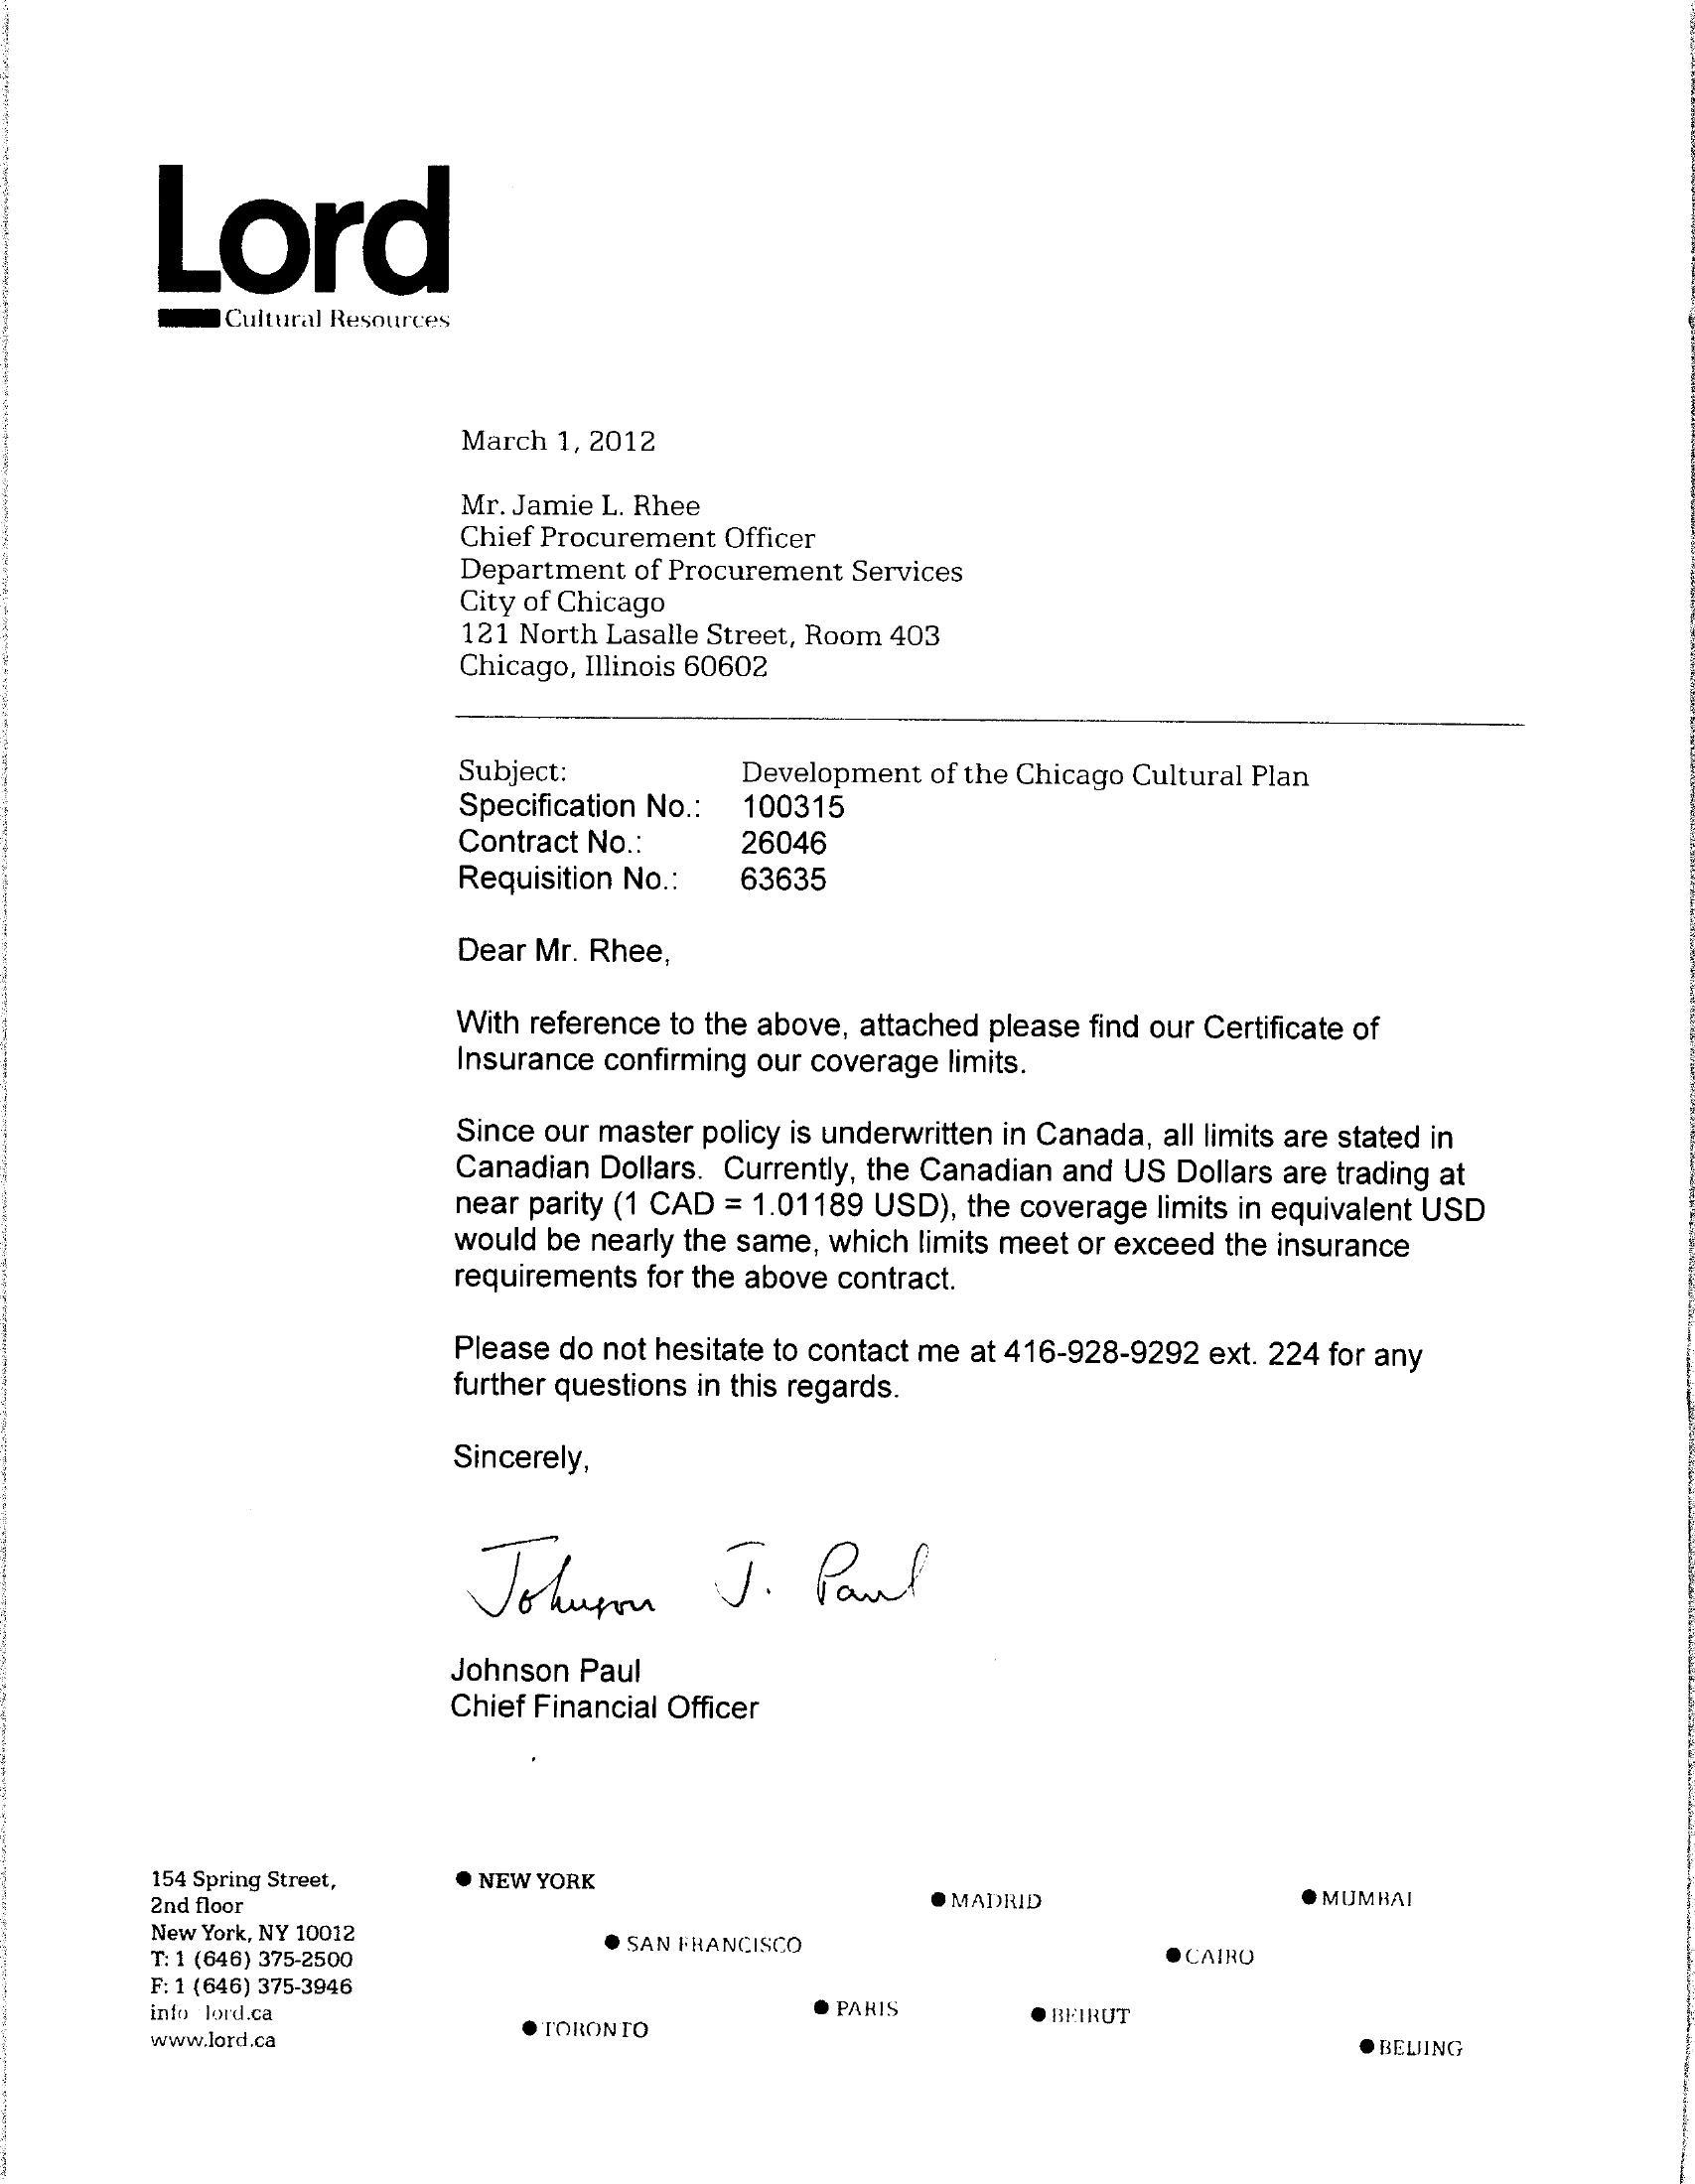 Lord
Cultural Resources
March 1, 2012
Mr. Jamie L. Rhee
Chief Procurement Officer
Department of Procurement Services
City of Chicago
121 North Lasalle Street, Room 403
Chicago, Illinois 60602
Subject: Development of the Chicago Cultural Plan
Specification No.: 100315
Contract No.: 26046
Requisition No.: 63635
Dear Mr. Rhee,
With reference to the above, attached please find our Certificate of
Insurance confirming our coverage limits.
Since our master policy is underwritten in Canada, all limits are stated in
Canadian Dollars. Currently, the Canadian and US Dollars are trading at
near parity (1 CAD = 1.01189 USD), the coverage limits in equivalent USD
would be nearly the same, which limits meet or exceed the insurance
requirements for the above contract.
Please do not hesitate to contact me at 416-928-9292 ext. 224 for any
further questions in this regards.
Sincerely,
Johnson J. Paul
Johnson Paul
Chief Financial Officer
154 Spring Street,
2nd floor
New York, NY 10012
T: 1 (646) 375-2500
F: 1 (646) 375-3946
info lord.ca
www.lord.ca
NEW YORK
MADRID
MUMBAI
SAN FRANCISCO
CAIRO
PARIS
BEIRUT
TORONTO
BEIJING